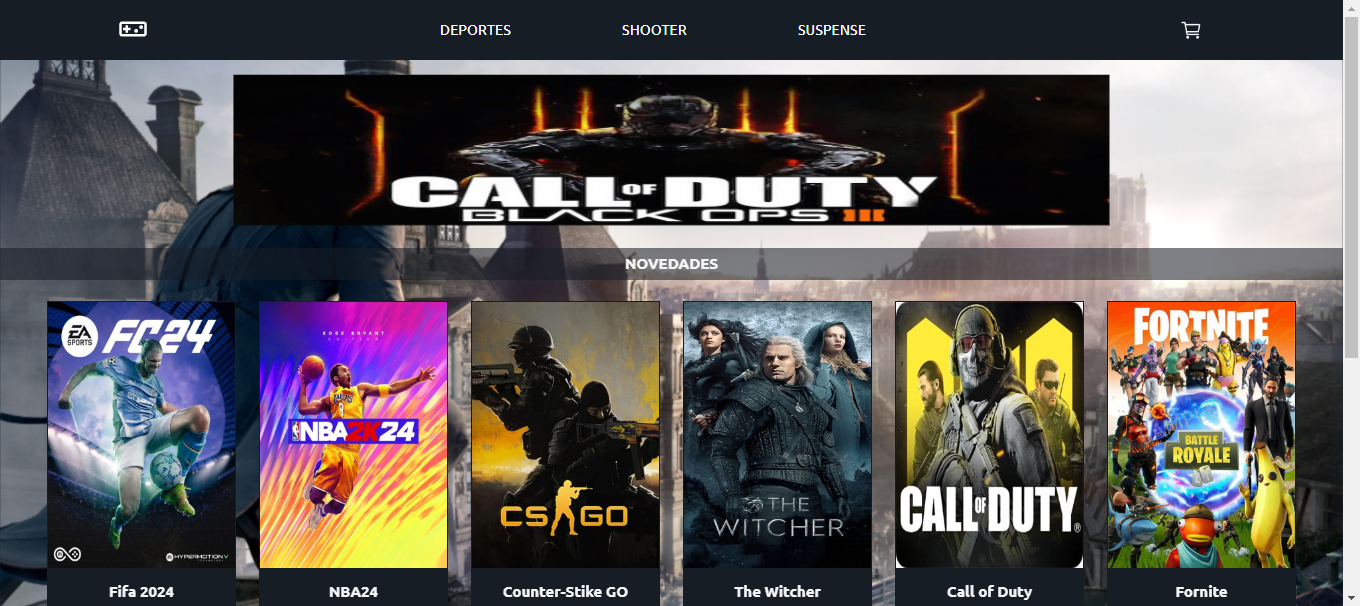 DEPORTES SHOOTER SUSPENSE
CALL OF DUTY
BLACK OPS III
NOVEDADES
EA SPORTS FC24
HYPERMOTION V
KOBE BRYANT
EDITION
NBA2K24
CS GO
THE WITCHER
CALL OF DUTY®
FORTNITE
BATTLE ROYALE
Fifa 2024
NBA24
Counter-Stike GO
The Witcher
Call of Duty
Fornite